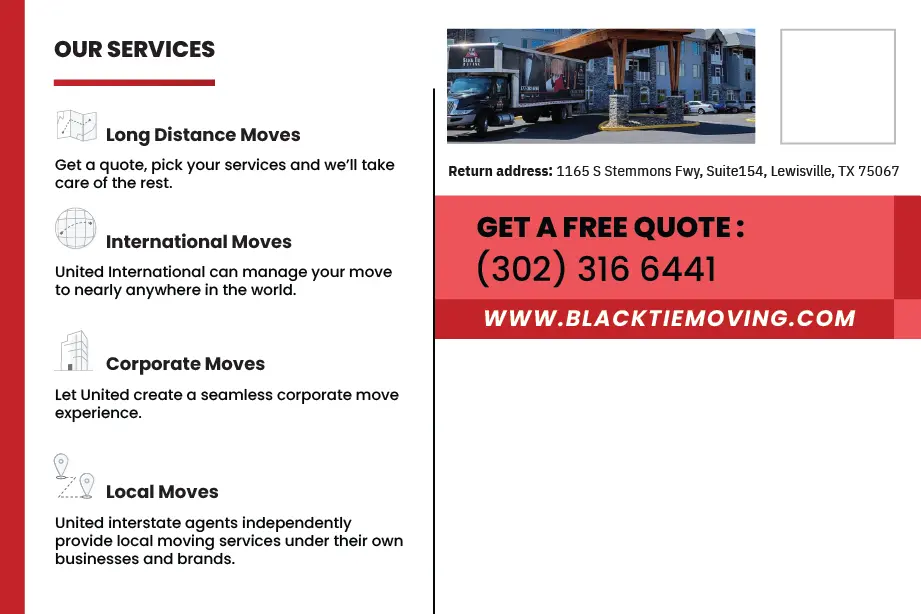 OUR SERVICES
Long Distance Moves
Get a quote, pick your services and we’ll take
care of the rest.
International Moves
United International can manage your move
to nearly anywhere in the world.
Corporate Moves
Let United create a seamless corporate move
experience.
Local Moves
United interstate agents independently
provide local moving services under their own
businesses and brands.
Return address: 1165 S Stemmons Fwy, Suite154, Lewisville, TX 75067
GET A FREE QUOTE :
(302) 316 6441
WWW.BLACKTIEMOVING.COM